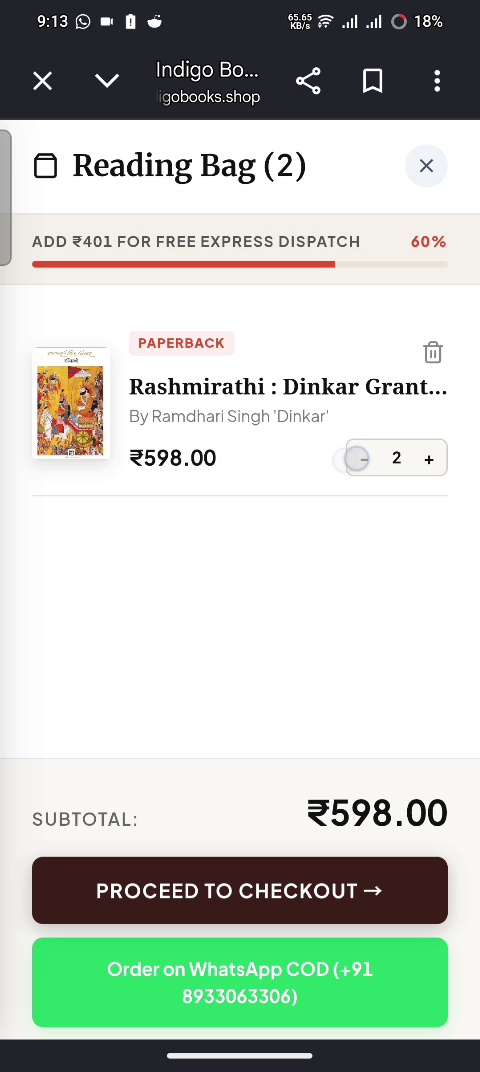 9:13
65.65
KB/s
18%
Indigo Bo...
igobooks.shop
Reading Bag (2)
ADD ₹401 FOR FREE EXPRESS DISPATCH
60%
PAPERBACK
Rashmirathi : Dinkar Grant...
By Ramdhari Singh 'Dinkar'
₹598.00
- 2 +
SUBTOTAL:
₹598.00
PROCEED TO CHECKOUT →
Order on WhatsApp COD (+91
8933063306)